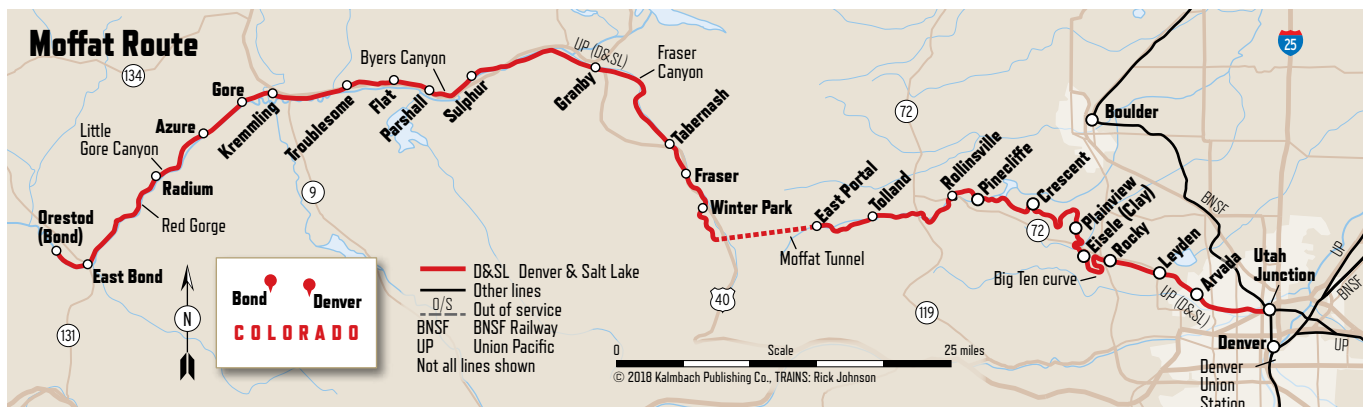 Moffat Route
134
Byers Canyon
UP (D&SL)
Fraser
Canyon
25
Gore
Kremmling
Troublesome
Flat
Parshall
Sulphur
Granby
Azure
Little
Gore Canyon
Radium
Red Gorge
Orestod
(Bond)
East Bond
9
131
Tabernash
Fraser
Winter Park
Moffat Tunnel
40
East Portal
Tolland
Rollinsville
Pinecliffe
Crescent
72
72
Plainview
Eisele (Clay)
Rocky
Big Ten curve
Leyden
Arvada
UP (D&SL)
Boulder
BNSF
Utah
Junction
UP
BNSF
UP
Denver
Denver
Union
Station
119
N
Bond
Denver
COLORADO
D&SL Denver & Salt Lake
Other lines
O/S Out of service
BNSF BNSF Railway
UP Union Pacific
Not all lines shown
0 Scale 25 miles
© 2018 Kalmbach Publishing Co., TRAINS: Rick Johnson